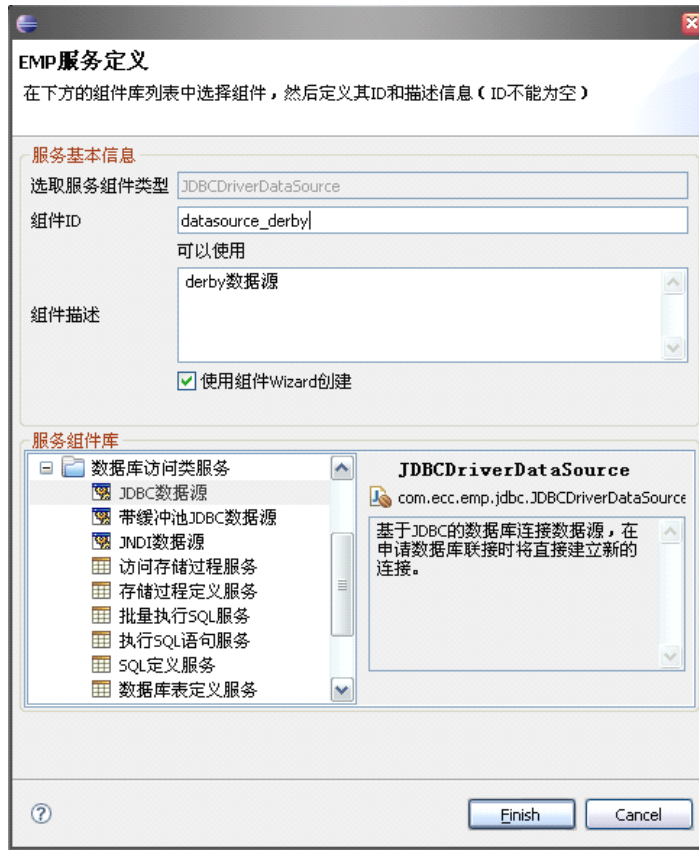 EMP服务定义
在下方的组件库列表中选择组件，然后定义其ID和描述信息（ID不能为空）
服务基本信息
选取服务组件类型 JDBCDriverDataSource
组件ID datasource_derby
可以使用
组件描述 derby数据源
使用组件Wizard创建
服务组件库
数据库访问类服务
JDBC数据源
带缓冲池JDBC数据源
JNDI数据源
访问存储过程服务
存储过程定义服务
批量执行SQL服务
执行SQL语句服务
SQL定义服务
数据库表定义服务
JDBCDriverDataSource
com.ecc.emp.jdbc.JDBCDriverDataSource
基于JDBC的数据库连接数据源，在
申请数据库联接时将直接建立新的
连接。
Finish
Cancel